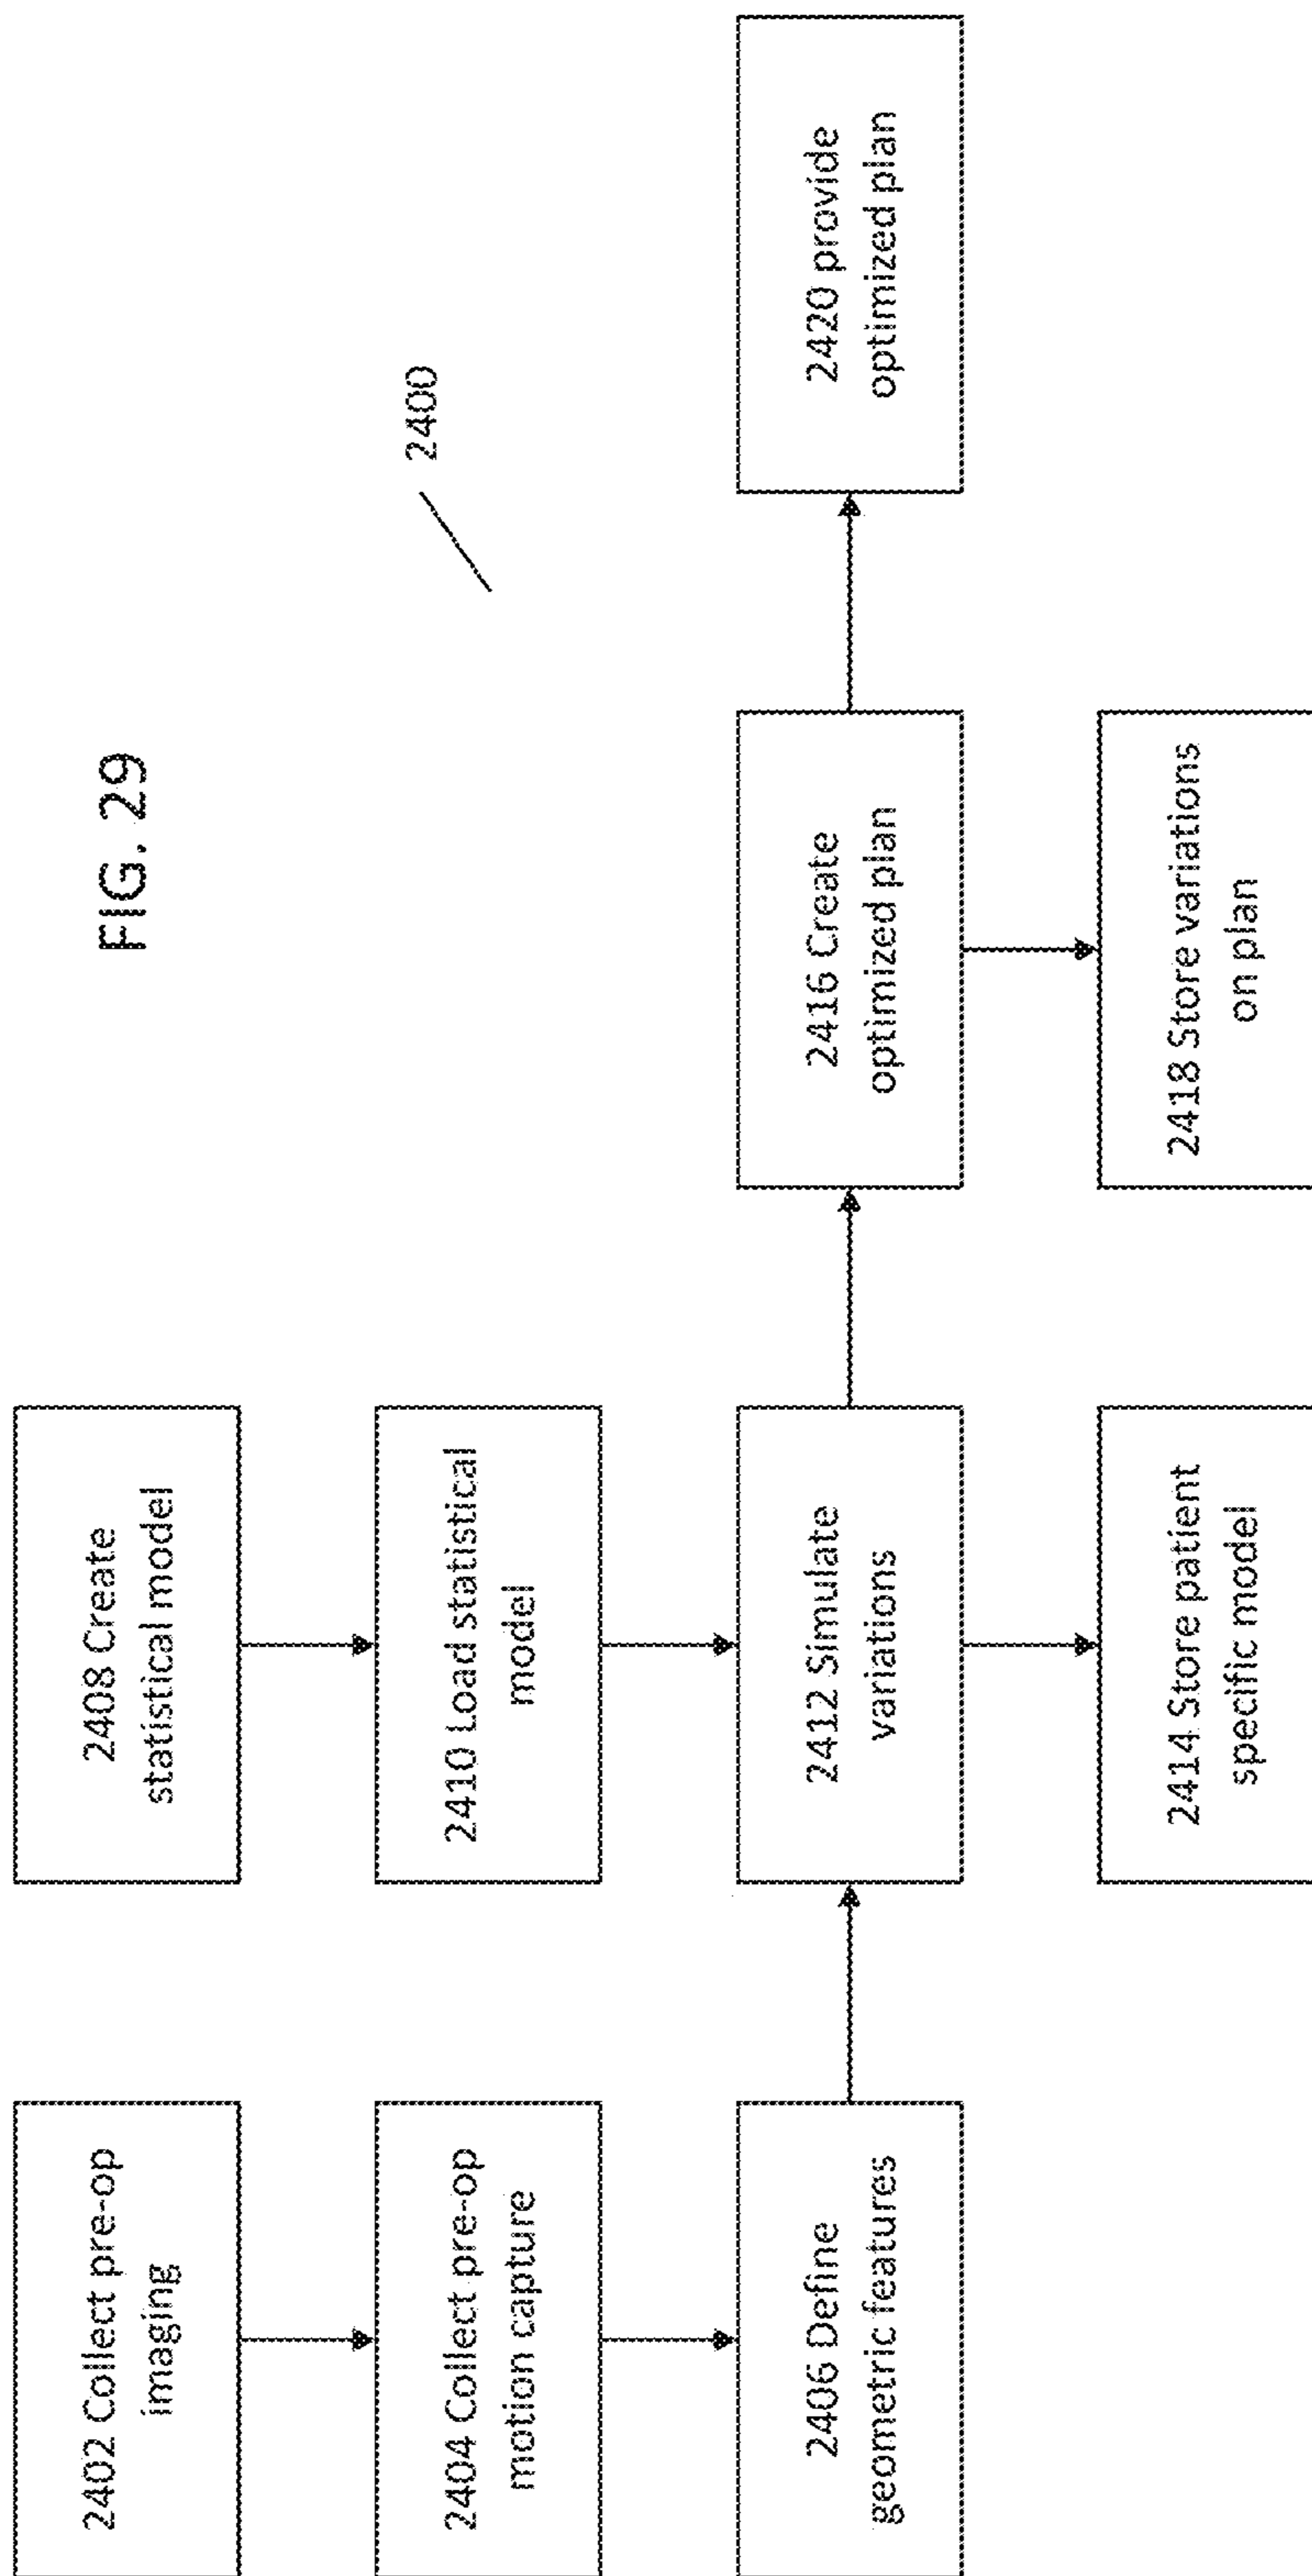 FIG. 29
2400
2402 Collect pre-op
imaging
2404 Collect pre-op
motion capture
2406 Define
geometric features
2408 Create
statistical model
2410 Load statistical
model
2412 Simulate
variations
2414 Store patient
specific model
2416 Create
optimized plan
2418 Store variations
on plan
2420 provide
optimized plan